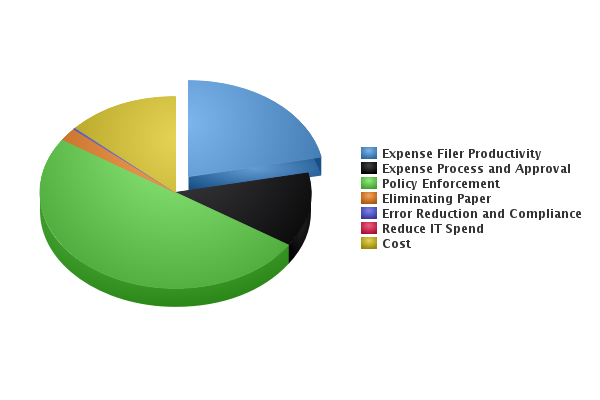 Expense Filer Productivity
Expense Process and Approval
Policy Enforcement
Eliminating Paper
Error Reduction and Compliance
Reduce IT Spend
Cost